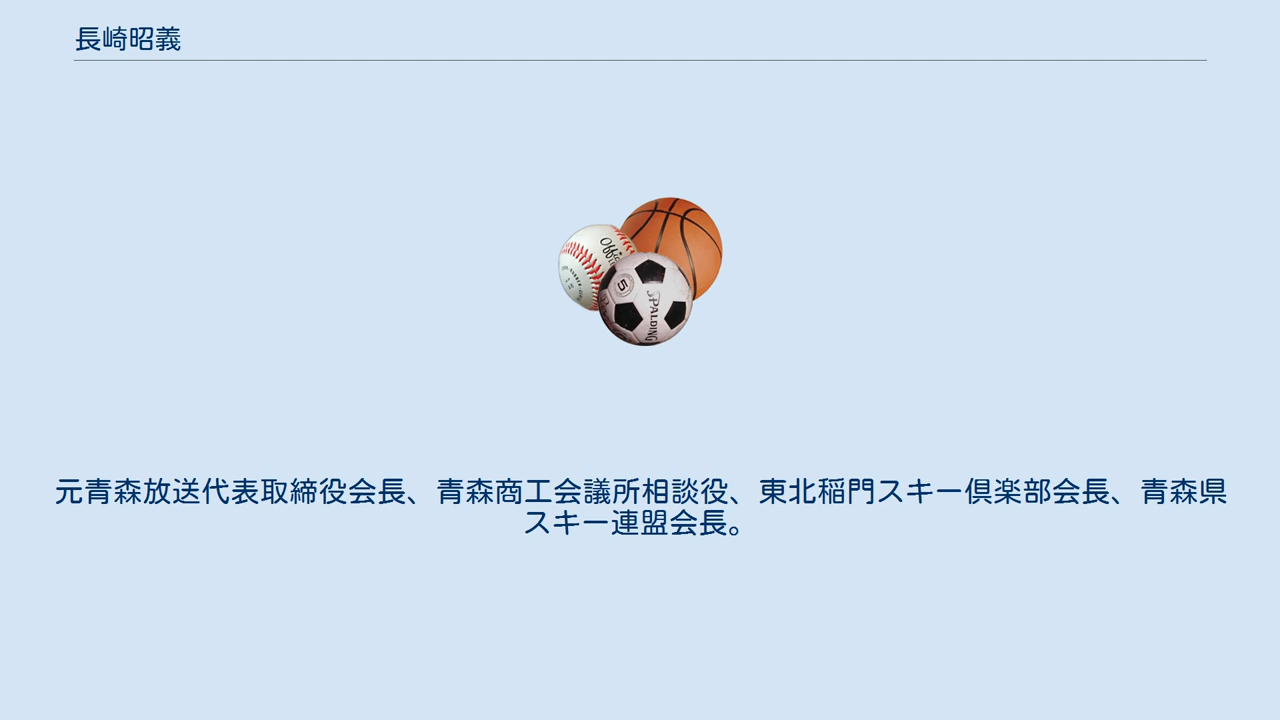 長崎昭義
元青森放送代表取締役会長、青森商工会議所相談役、東北稲門スキー倶楽部会長、青森県
スキー連盟会長。
5
SPALDING